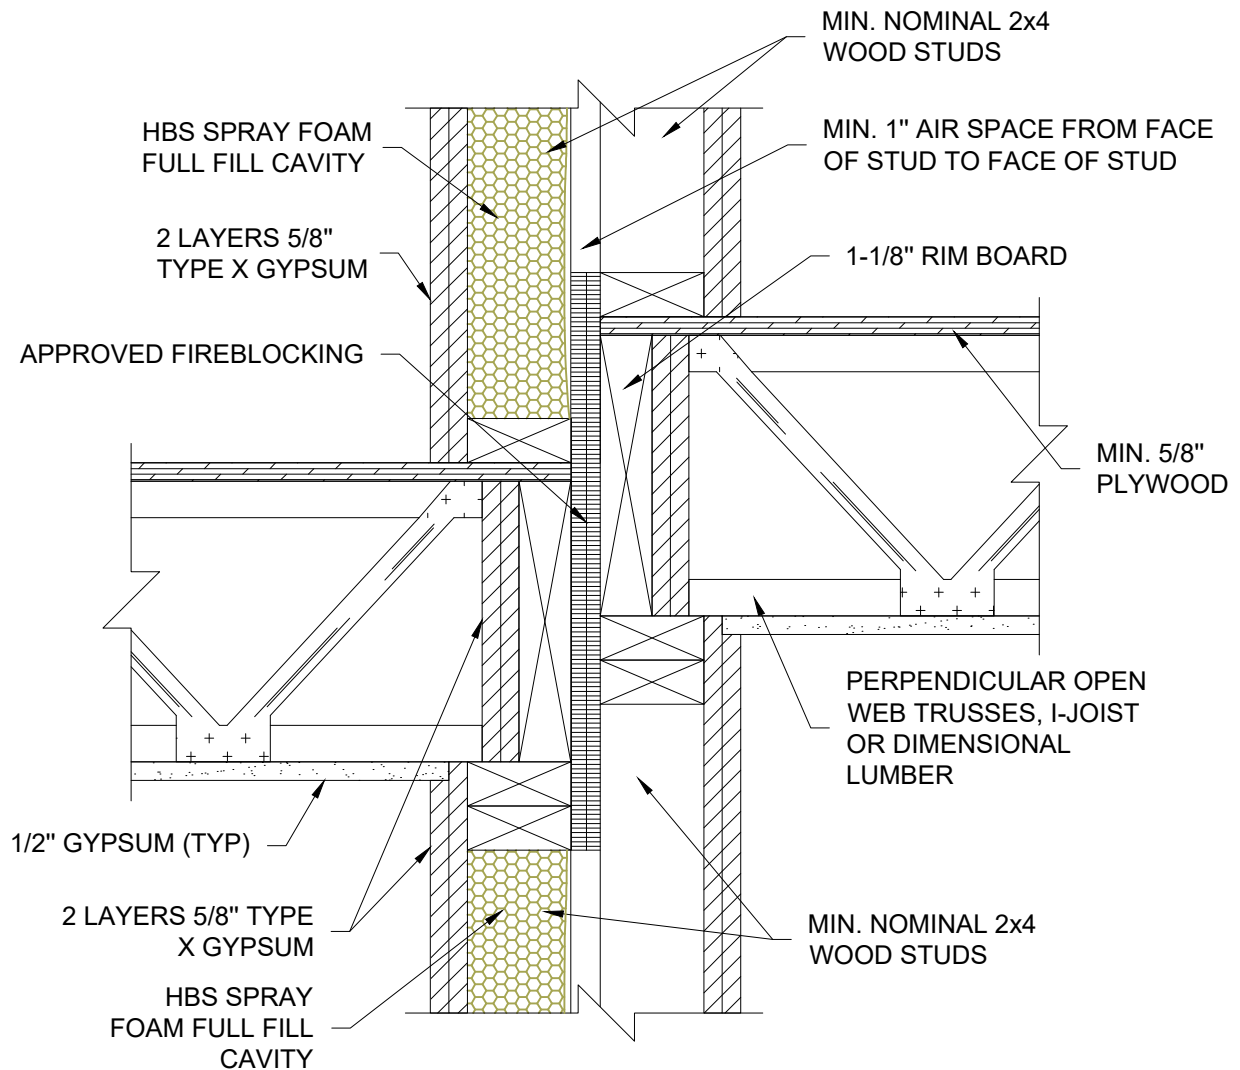 MIN. NOMINAL 2x4
WOOD STUDS
HBS SPRAY FOAM
FULL FILL CAVITY
MIN. 1" AIR SPACE FROM FACE
OF STUD TO FACE OF STUD
2 LAYERS 5/8"
TYPE X GYPSUM
1-1/8" RIM BOARD
APPROVED FIREBLOCKING
MIN. 5/8"
PLYWOOD
PERPENDICULAR OPEN
WEB TRUSSES, I-JOIST
OR DIMENSIONAL
LUMBER
1/2" GYPSUM (TYP)
2 LAYERS 5/8" TYPE
X GYPSUM
MIN. NOMINAL 2x4
WOOD STUDS
HBS SPRAY
FOAM FULL FILL
CAVITY